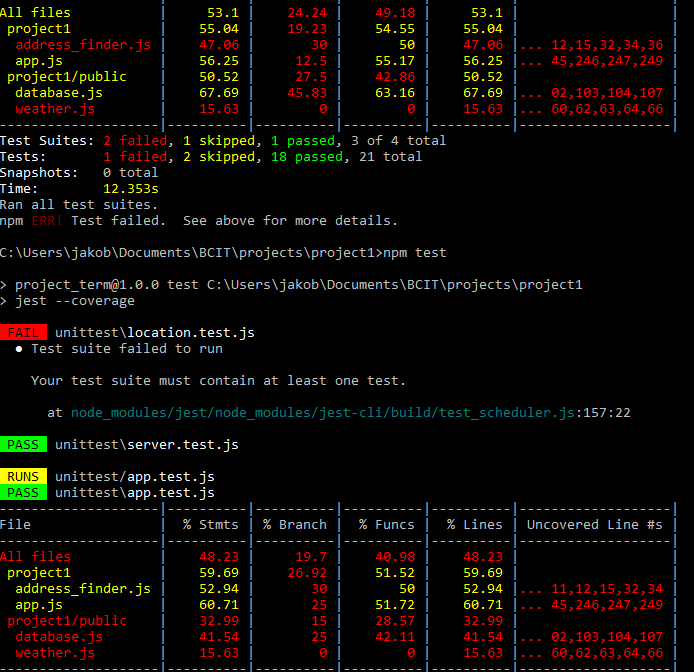 All files | 53.1 | 24.24 | 49.18 | 53.1 | |
project1 | 55.04 | 19.23 | 54.55 | 55.04 | |
address_finder.js | 47.06 | 30 | 50 | 47.06 |... 12,15,32,34,36 |
app.js | 56.25 | 12.5 | 55.17 | 56.25 |... 45,246,247,249 |
project1/public | 50.52 | 27.5 | 42.86 | 50.52 | |
database.js | 67.69 | 45.83 | 63.16 | 67.69 |... 02,103,104,107 |
weather.js | 15.63 | 0 | 0 | 15.63 |... 60,62,63,64,66 |
Test Suites: 2 failed, 1 skipped, 1 passed, 3 of 4 total
Tests: 1 failed, 2 skipped, 18 passed, 21 total
Snapshots: 0 total
Time: 12.353s
Ran all test suites.
npm ERR! Test failed. See above for more details.
C:\Users\jakob\Documents\BCIT\projects\project1>npm test
> project_term@1.0.0 test C:\Users\jakob\Documents\BCIT\projects\project1
> jest --coverage
FAIL unittest\location.test.js
● Test suite failed to run
Your test suite must contain at least one test.
at node_modules/jest/node_modules/jest-cli/build/test_scheduler.js:157:22
PASS unittest\server.test.js
RUNS unittest/app.test.js
PASS unittest\app.test.js
File | % Stmts | % Branch | % Funcs | % Lines | Uncovered Line #s |
All files | 48.23 | 19.7 | 40.98 | 48.23 | |
project1 | 59.69 | 26.92 | 51.52 | 59.69 | |
address_finder.js | 52.94 | 30 | 50 | 52.94 |... 11,12,15,32,34 |
app.js | 60.71 | 25 | 51.72 | 60.71 |... 45,246,247,249 |
project1/public | 32.99 | 15 | 28.57 | 32.99 | |
database.js | 41.54 | 25 | 42.11 | 41.54 |... 02,103,104,107 |
weather.js | 15.63 | 0 | 0 | 15.63 |... 60,62,63,64,66 |